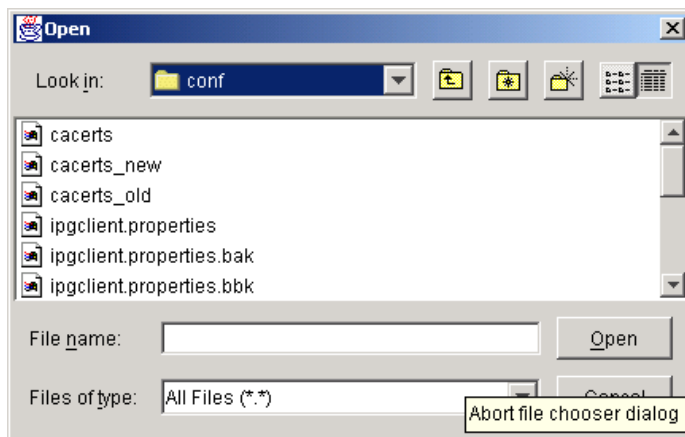 Open
Look in: conf
cacerts
cacerts_new
cacerts_old
ipgclient.properties
ipgclient.properties.bak
ipgclient.properties.bbk
File name: Open
Files of type: All Files (*.*)
Abort file chooser dialog